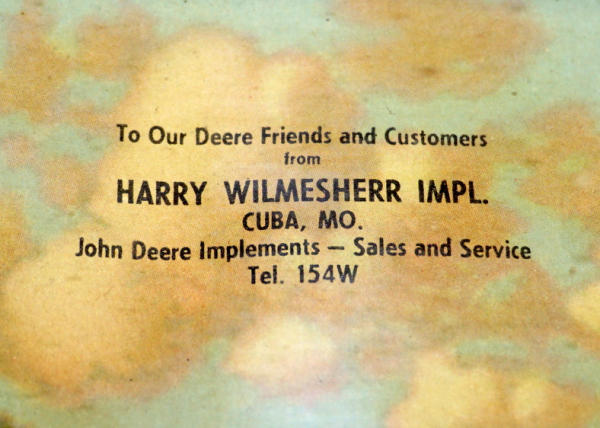 To Our Deere Friends and Customers
from
HARRY WILMESHERR IMPL.
CUBA, MO.
John Deere Implements — Sales and Service
Tel. 154W